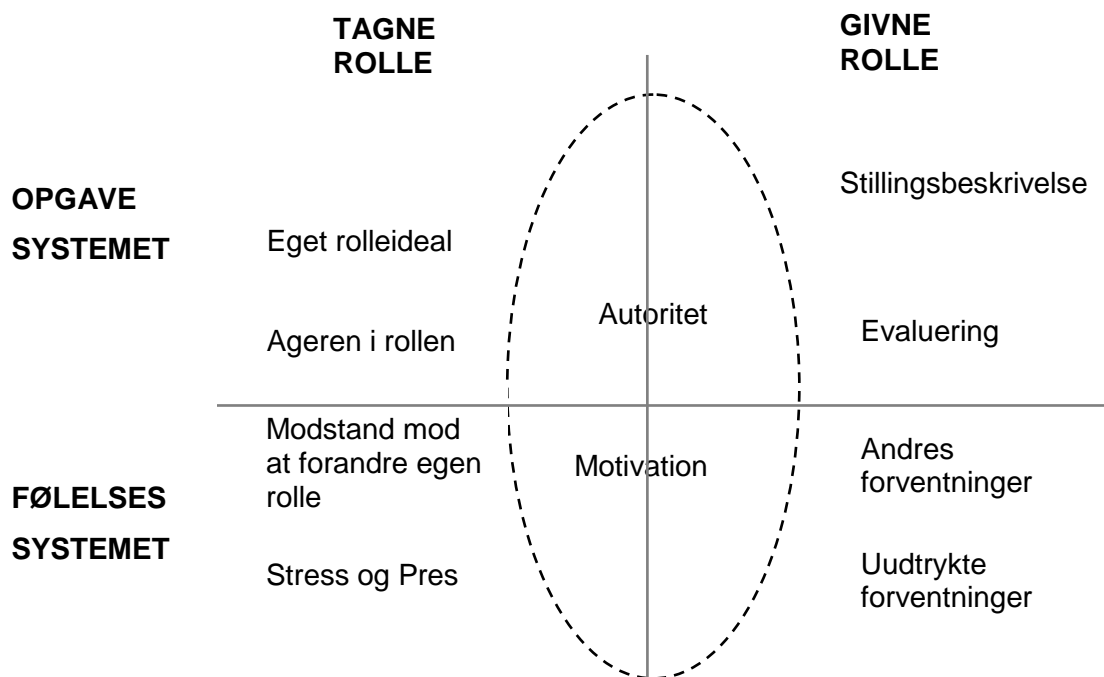 TAGNE
ROLLE
GIVNE
ROLLE
OPGAVE
SYSTEMET
Stillingsbeskrivelse
Eget rolleideal
Autoritet
Ageren i rollen
Evaluering
FØLELSES
SYSTEMET
Modstand mod
at forandre egen
rolle
Motivation
Andres
forventninger
Stress og Pres
Uudtrykte
forventninger